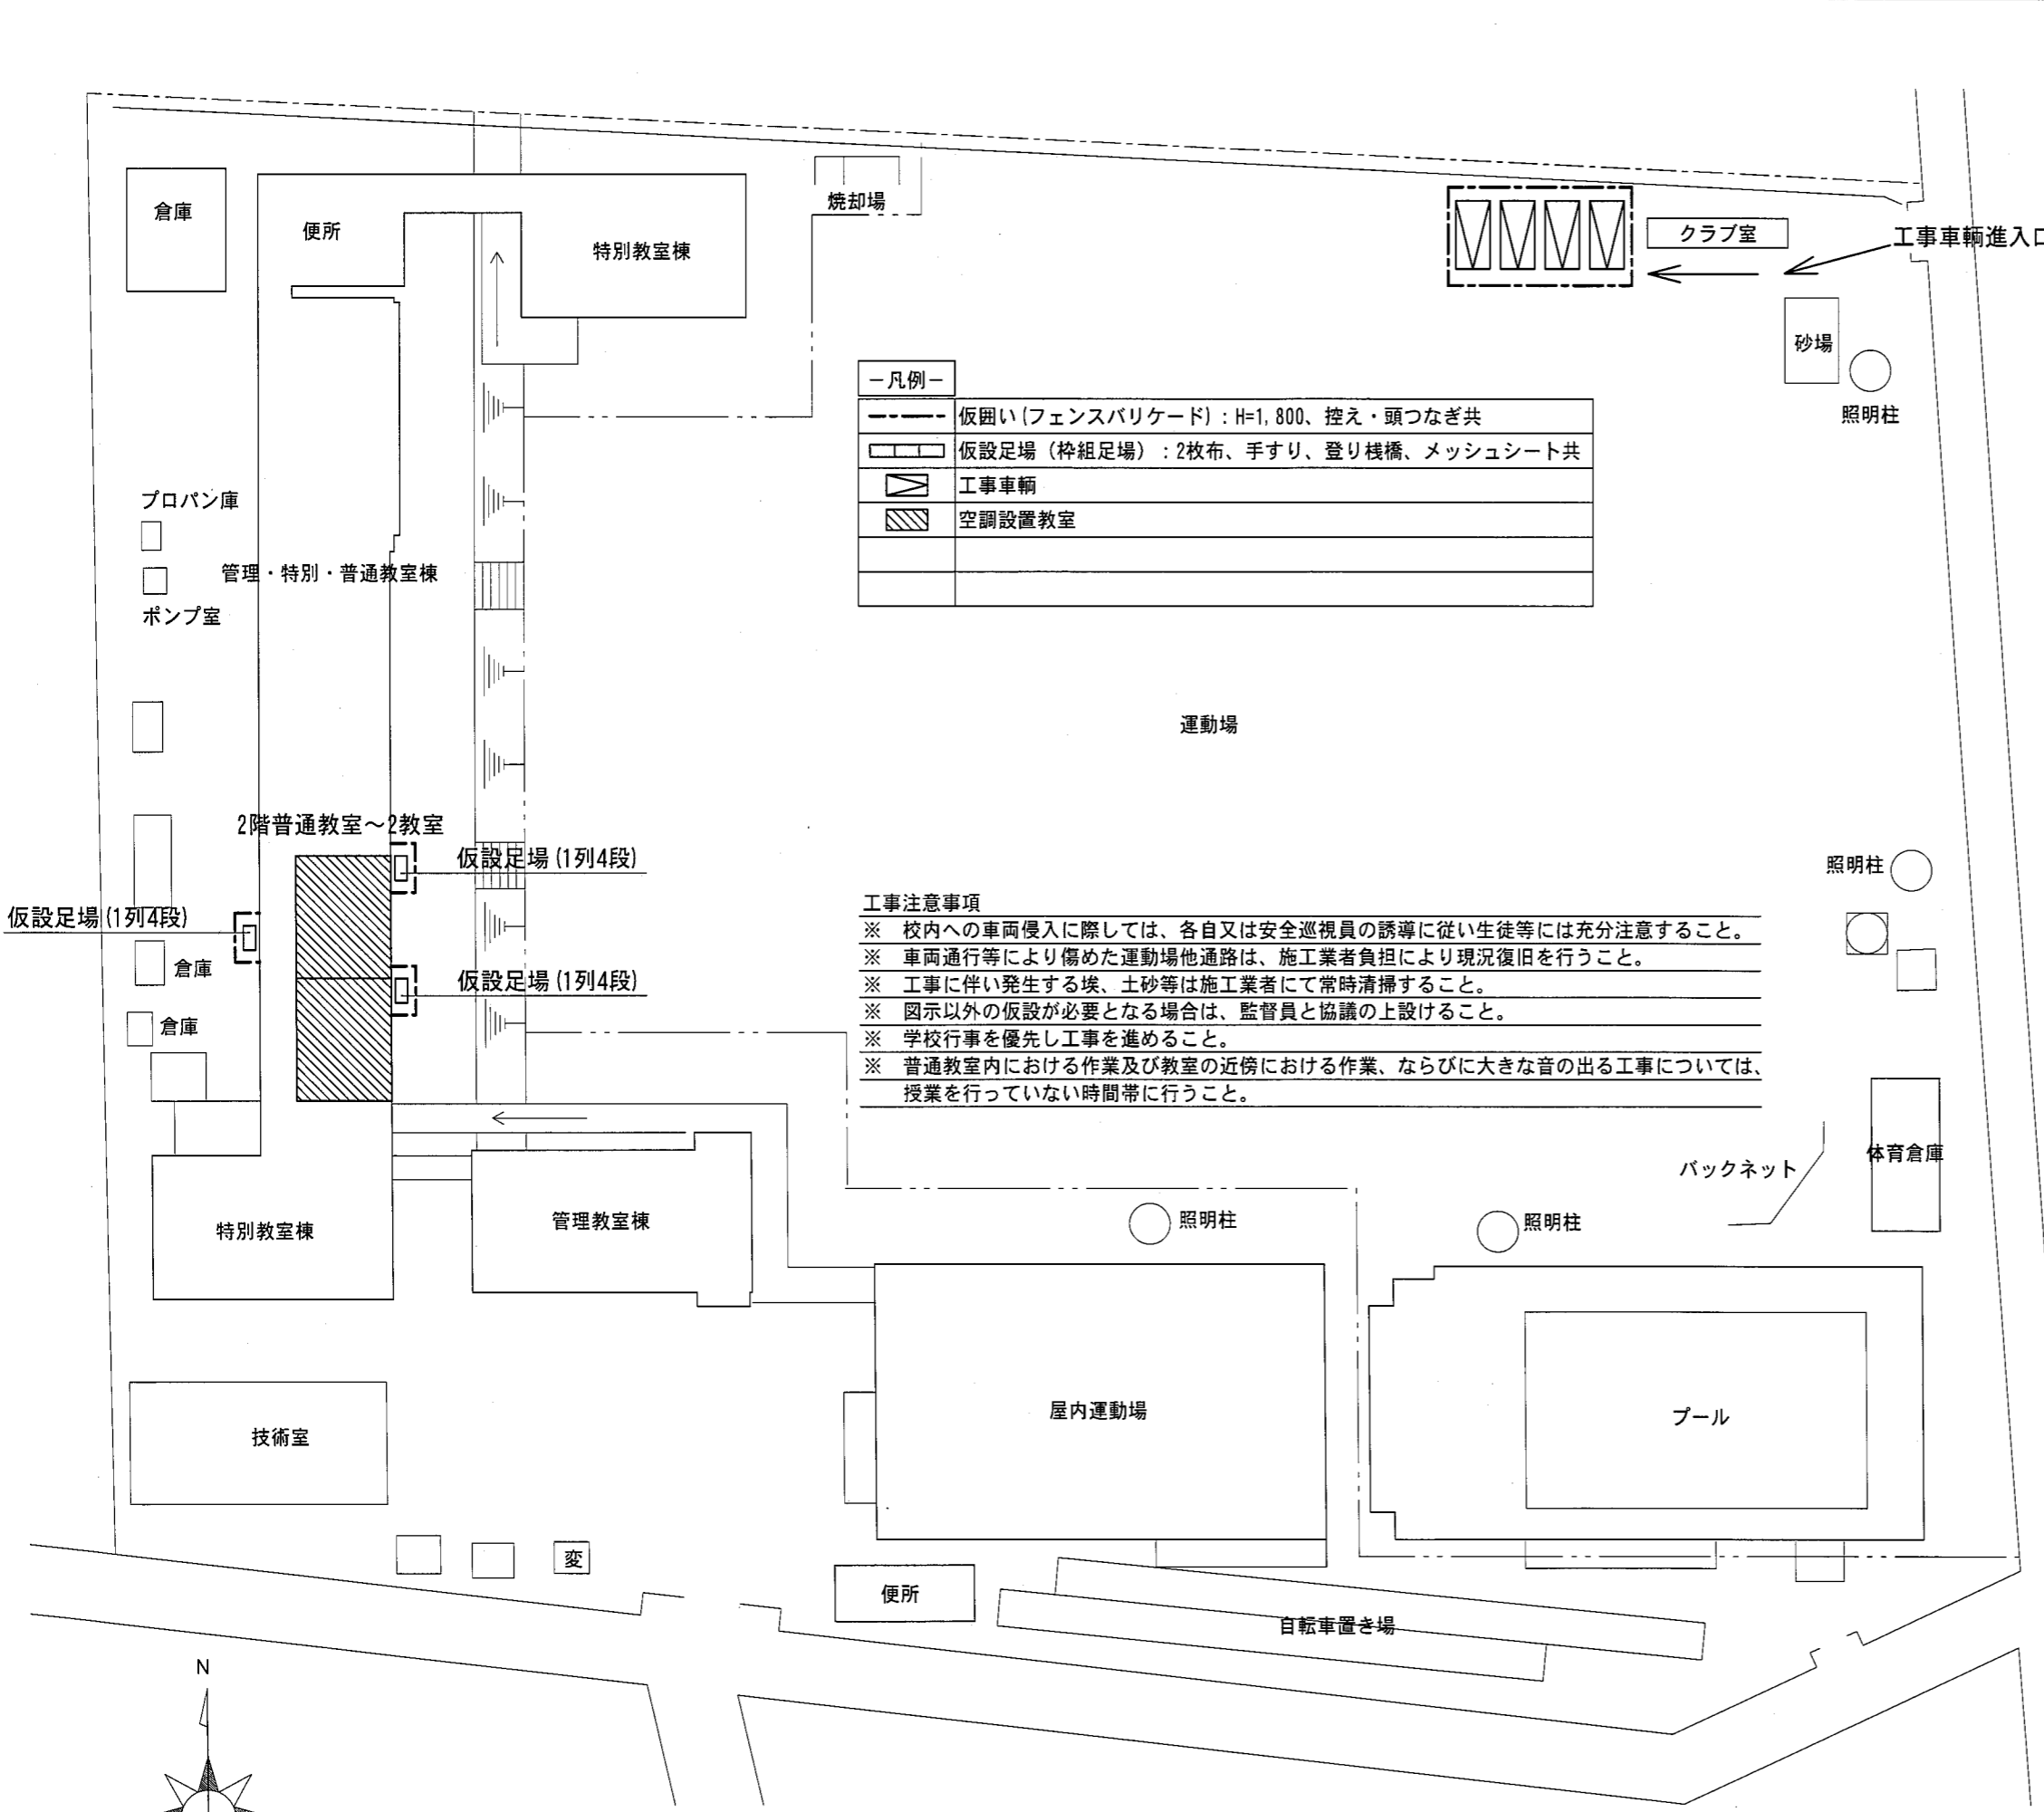 倉庫
便所
特別教室棟
焼却場
クラブ室
工事車輌進入口
砂場
照明柱
－凡例－
仮囲い(フェンスバリケード)：H=1,800、控え・頭つなぎ共
仮設足場（枠組足場）：2枚布、手すり、登り桟橋、メッシュシート共
工事車輌
空調設置教室
プロパン庫
管理・特別・普通教室棟
ポンプ室
運動場
2階普通教室～2教室
仮設足場(1列4段)
仮設足場(1列4段)
仮設足場(1列4段)
倉庫
倉庫
照明柱
工事注意事項
※　校内への車両侵入に際しては、各自又は安全巡視員の誘導に従い生徒等には充分注意すること。
※　車両通行等により傷めた運動場他通路は、施工業者負担により現況復旧を行うこと。
※　工事に伴い発生する埃、土砂等は施工業者にて常時清掃すること。
※　図示以外の仮設が必要となる場合は、監督員と協議の上設けること。
※　学校行事を優先し工事を進めること。
※　普通教室内における作業及び教室の近傍における作業、ならびに大きな音の出る工事については、
授業を行っていない時間帯に行うこと。
バックネット
体育倉庫
特別教室棟
管理教室棟
照明柱
照明柱
技術室
屋内運動場
プール
変
便所
自転車置き場
N